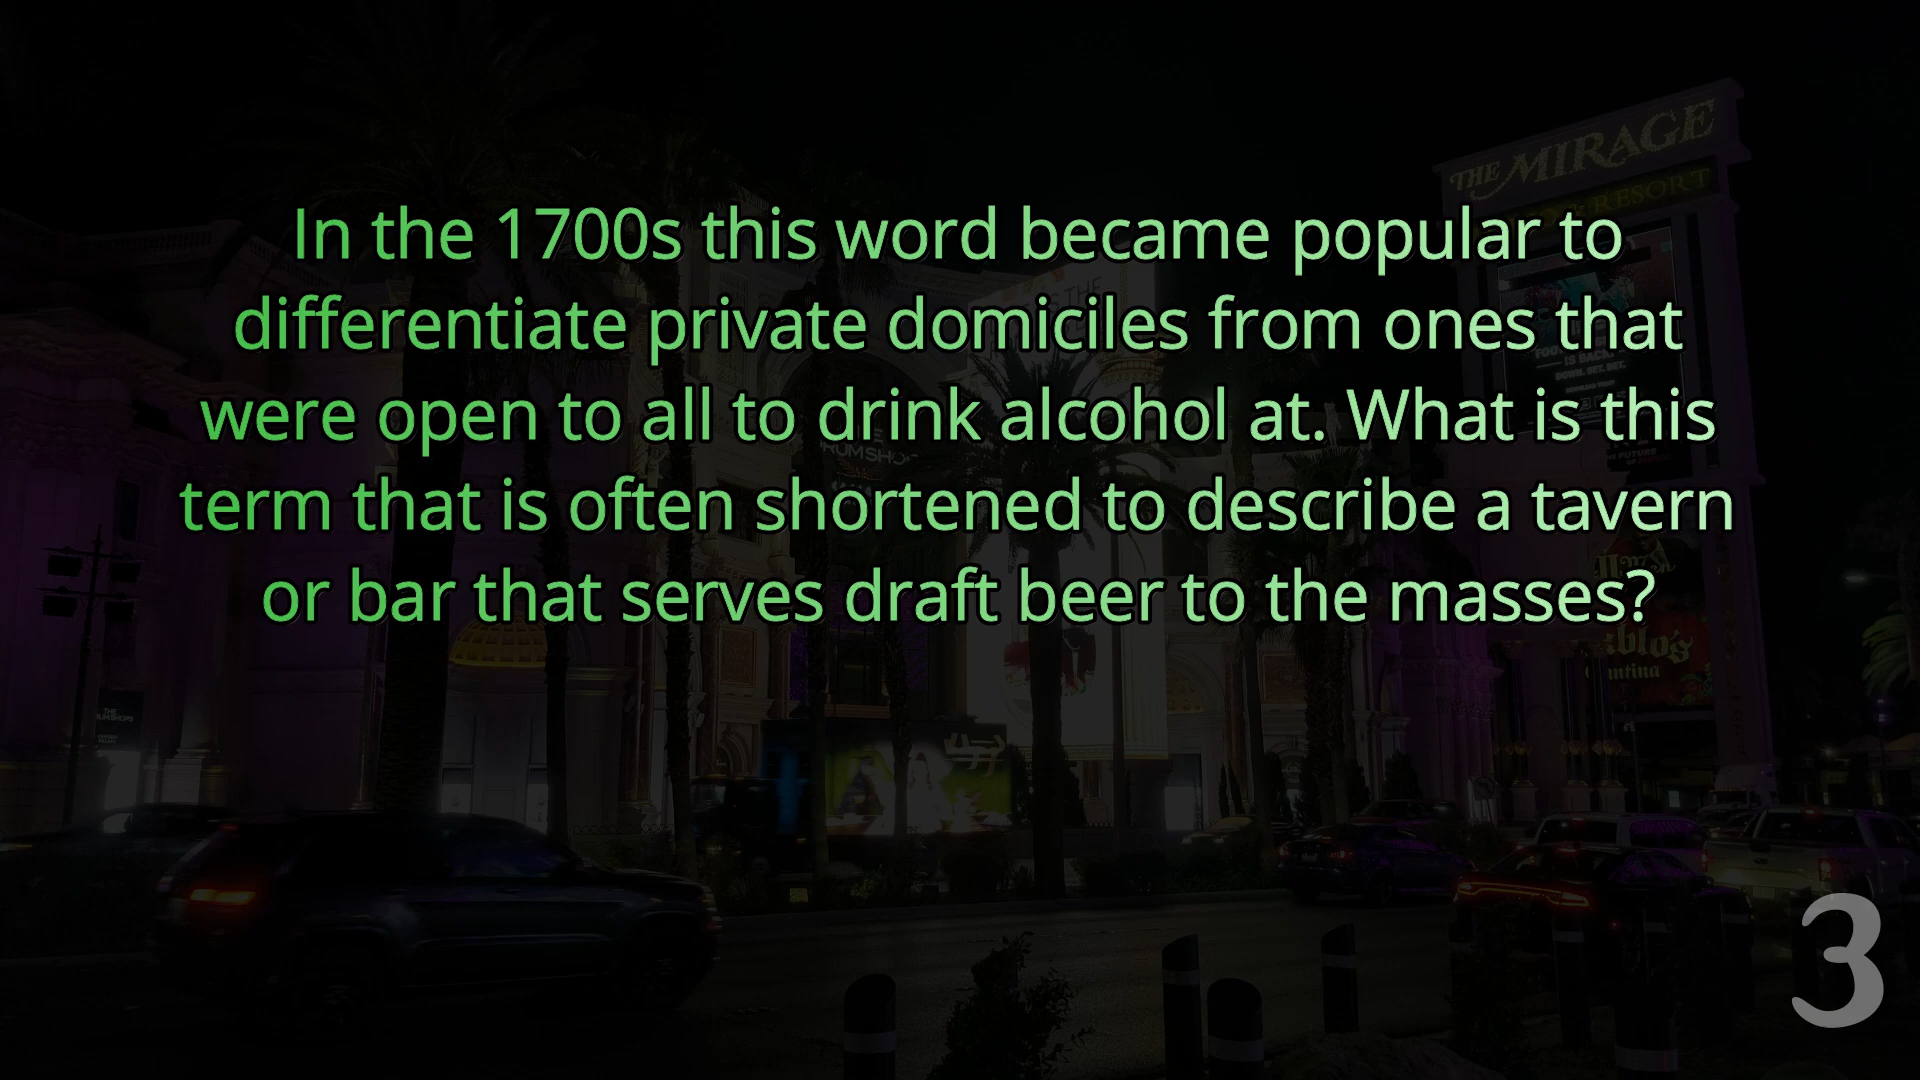 THE MIRAGE
& RESORT
In the 1700s this word became popular to
differentiate private domiciles from ones that
were open to all to drink alcohol at. What is this
term that is often shortened to describe a tavern
or bar that serves draft beer to the masses?
3